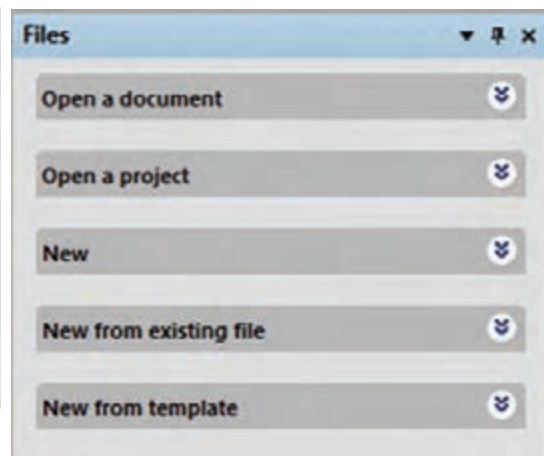 Files
Open a document
Open a project
New
New from existing file
New from template